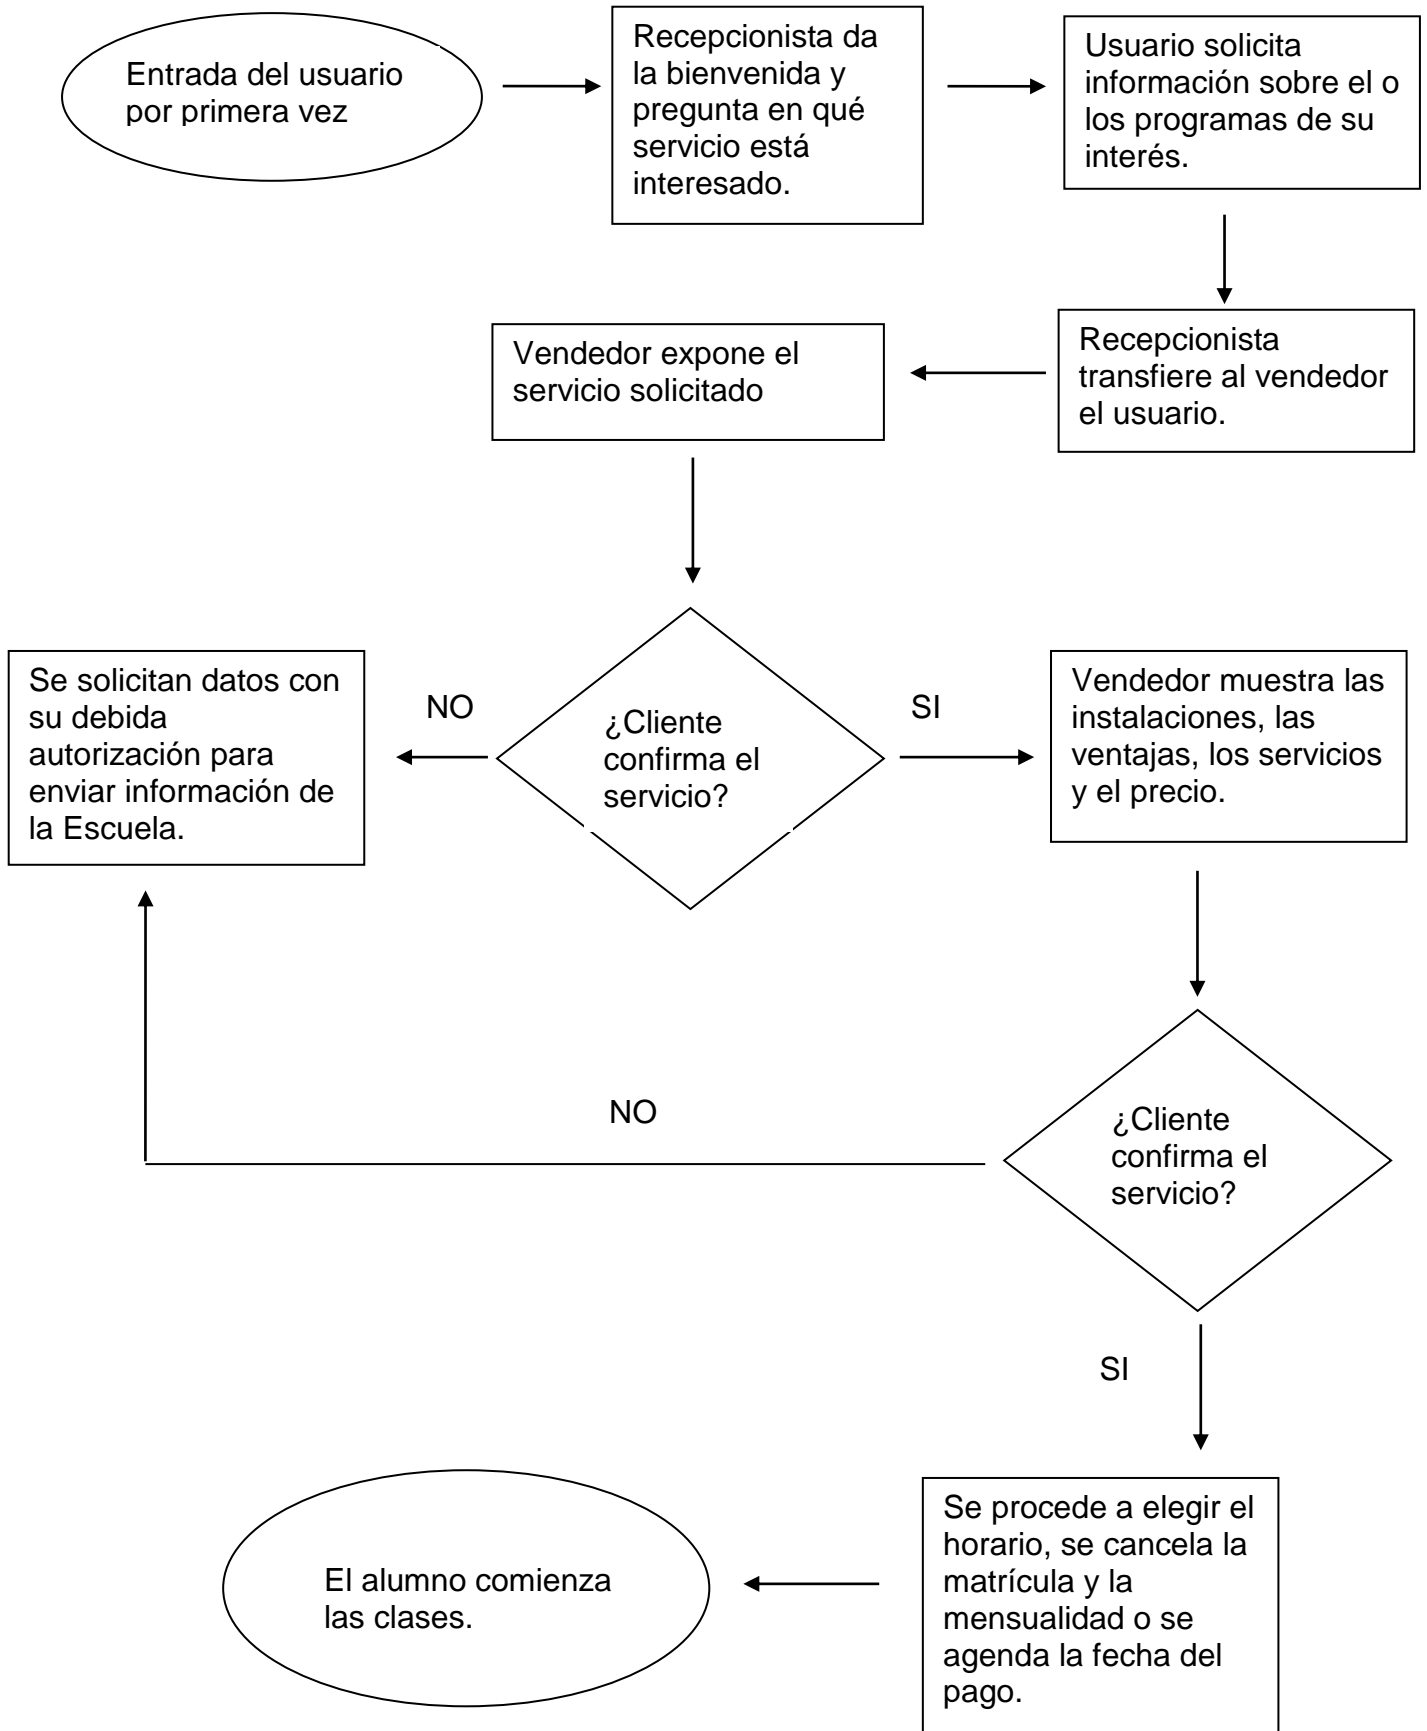 Entrada del usuario
por primera vez
Recepcionista da
la bienvenida y
pregunta en qué
servicio está
interesado.
Usuario solicita
información sobre el o
los programas de su
interés.
Recepcionista
transfiere al vendedor
el usuario.
Vendedor expone el
servicio solicitado
¿Cliente
confirma el
servicio?
NO
Se solicitan datos con
su debida
autorización para
enviar información de
la Escuela.
SI
Vendedor muestra las
instalaciones, las
ventajas, los servicios
y el precio.
¿Cliente
confirma el
servicio?
NO
SI
Se procede a elegir el
horario, se cancela la
matrícula y la
mensualidad o se
agenda la fecha del
pago.
El alumno comienza
las clases.